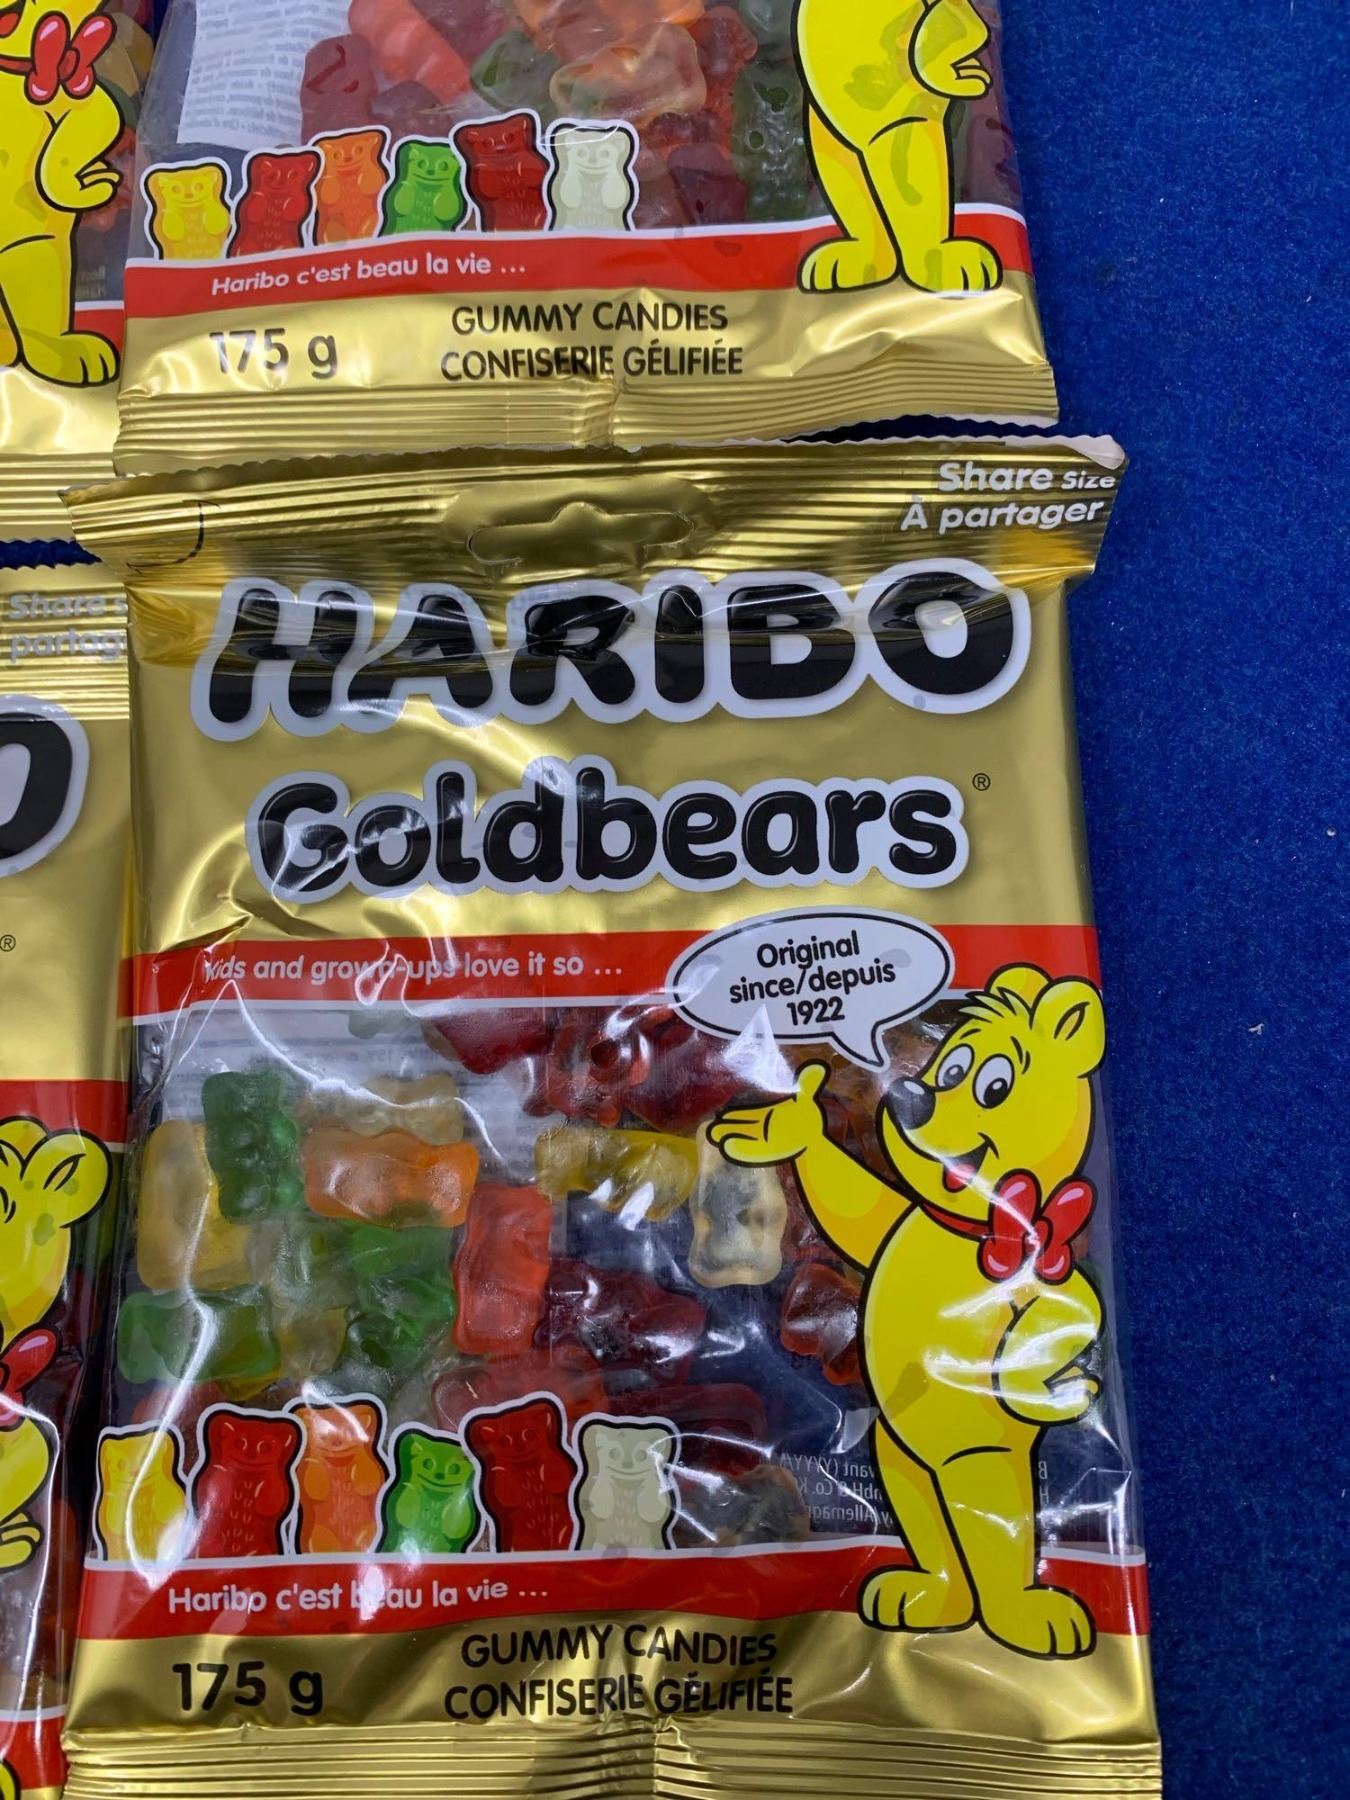 Haribo c'est beau la vie ...
175 g
GUMMY CANDIES
CONFISERIE GÉLIFIÉE
Share Size
À partager
HARIBO
Goldbears®
kids and grown-ups love it so ...
Original
since/depuis
1922
Haribo c'est beau la vie ...
175 g
GUMMY CANDIES
CONFISERIE GÉLIFIÉE
Share
®